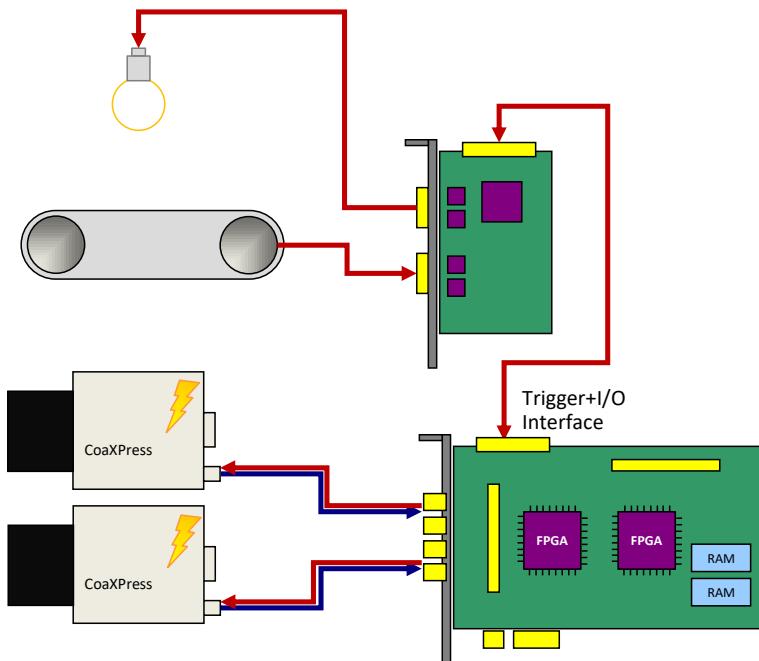 Trigger+I/O
Interface
CoaXPress
FPGA
FPGA
RAM
CoaXPress
RAM